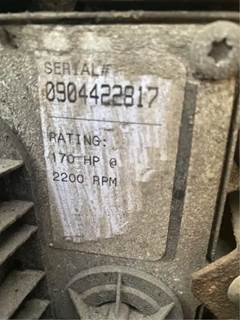 SERIAL#
0904422817
RATING:
170 HP @
2200 RPM